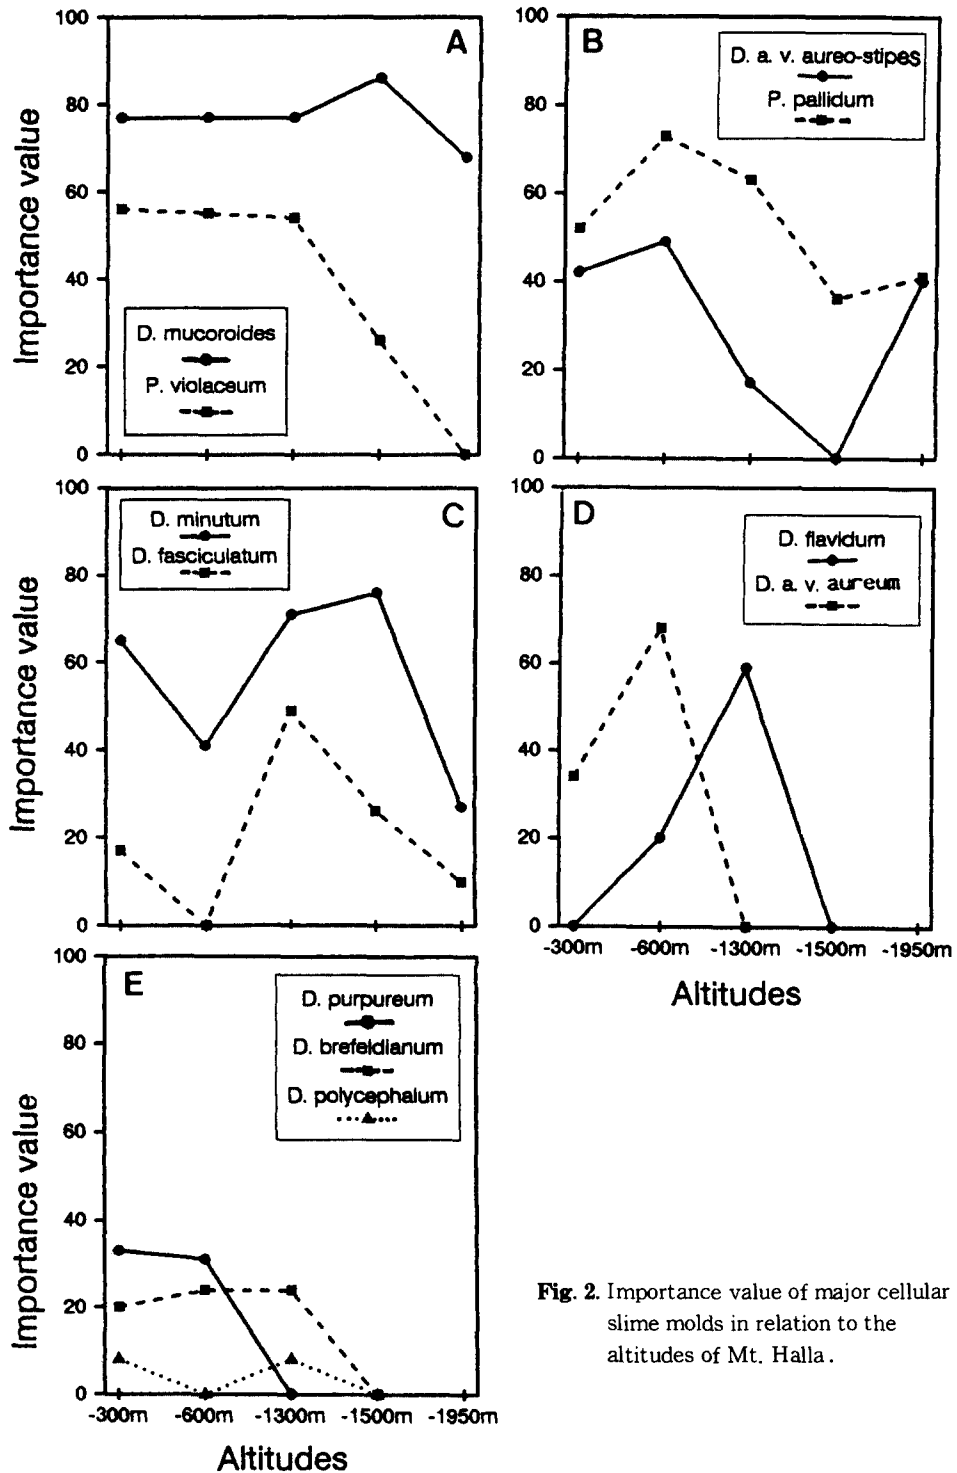 A
Importance value
100
80
60
40
20
0
D. mucoroides
P. violaceum
B
100
80
60
40
20
0
D. a. v. aureo-stipes
P. pallidum
C
Importance value
100
80
60
40
20
0
D. minutum
D. fasciculatum
D
100
80
60
40
20
0
D. flavidum
D. a. v. aureum
-300m -600m -1300m -1500m -1950m
Altitudes
E
Importance value
100
80
60
40
20
0
D. purpureum
D. brefeldianum
D. polycephalum
-300m -600m -1300m -1500m -1950m
Altitudes
Fig. 2. Importance value of major cellular
slime molds in relation to the
altitudes of Mt. Halla.